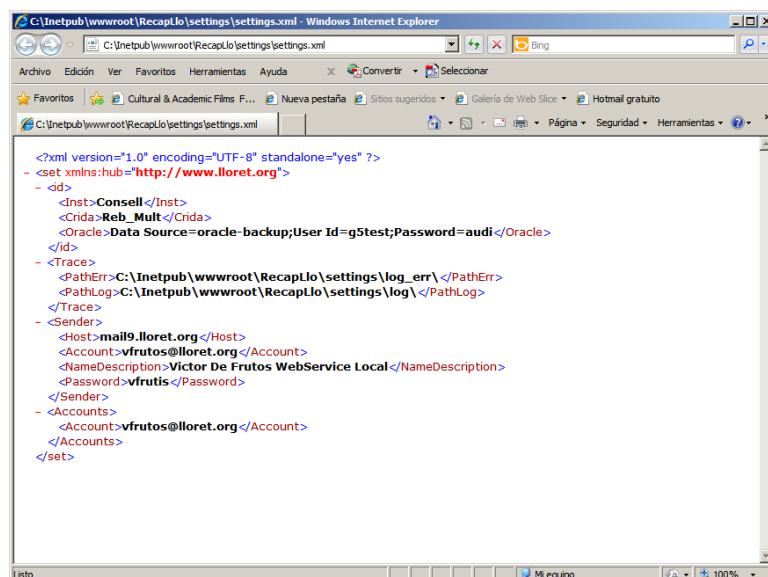 C:\Inetpub\wwwroot\RecapLlo\settings\settings.xml - Windows Internet Explorer
C:\Inetpub\wwwroot\RecapLlo\settings\settings.xml Bing
Archivo Edición Ver Favoritos Herramientas Ayuda x Convertir Seleccionar
Favoritos Cultural & Academic Films F... Nueva pestaña Sitios sugeridos Galería de Web Slice Hotmail gratuito
C:\Inetpub\wwwroot\RecapLlo\settings\settings.xml Página Seguridad Herramientas »
<?xml version="1.0" encoding="UTF-8" standalone="yes" ?>
- <set xmlns:hub="http://www.lloret.org">
- <id>
<Inst>Consell</Inst>
<Crida>Reb_Mult</Crida>
<Oracle>Data Source=oracle-backup;User Id=g5test;Password=audi</Oracle>
</id>
- <Trace>
<PathErr>C:\Inetpub\wwwroot\RecapLlo\settings\log_err\</PathErr>
<PathLog>C:\Inetpub\wwwroot\RecapLlo\settings\log\</PathLog>
</Trace>
- <Sender>
<Host>mail9.lloret.org</Host>
<Account>vfrutos@lloret.org</Account>
<NameDescription>Victor De Frutos WebService Local</NameDescription>
<Password>vfrutis</Password>
</Sender>
- <Accounts>
<Account>vfrutos@lloret.org</Account>
</Accounts>
</set>
Listo Mi equipo 100%